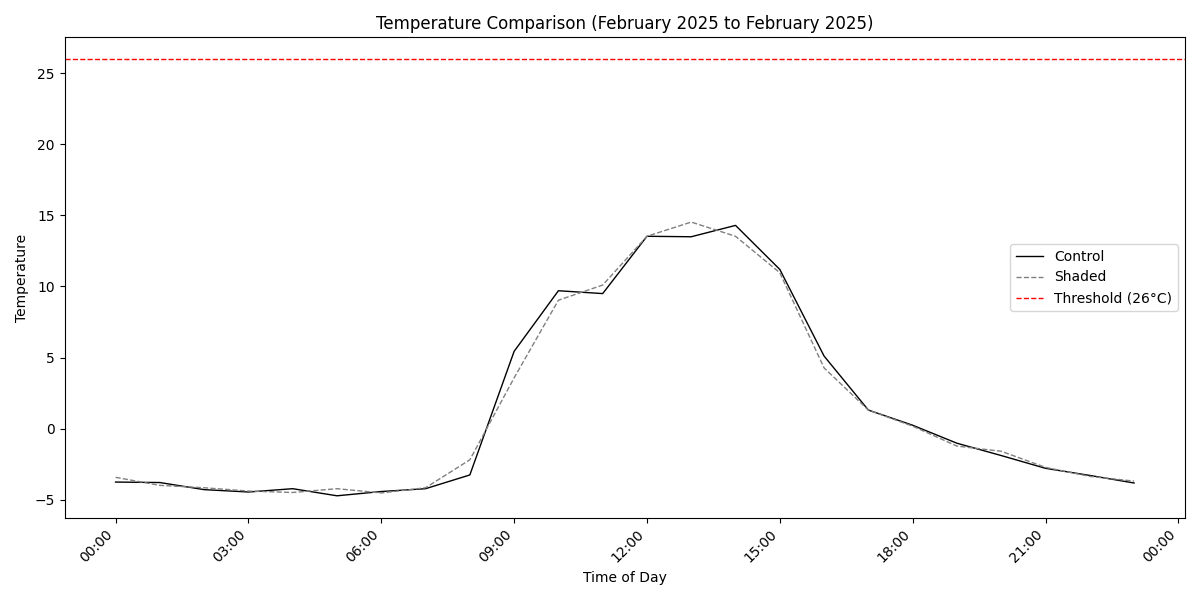 Temperature Comparison (February 2025 to February 2025)
Temperature
25
20
15
10
5
0
−5
Control
Shaded
Threshold (26°C)
00:00
03:00
06:00
09:00
12:00
15:00
18:00
21:00
00:00
Time of Day